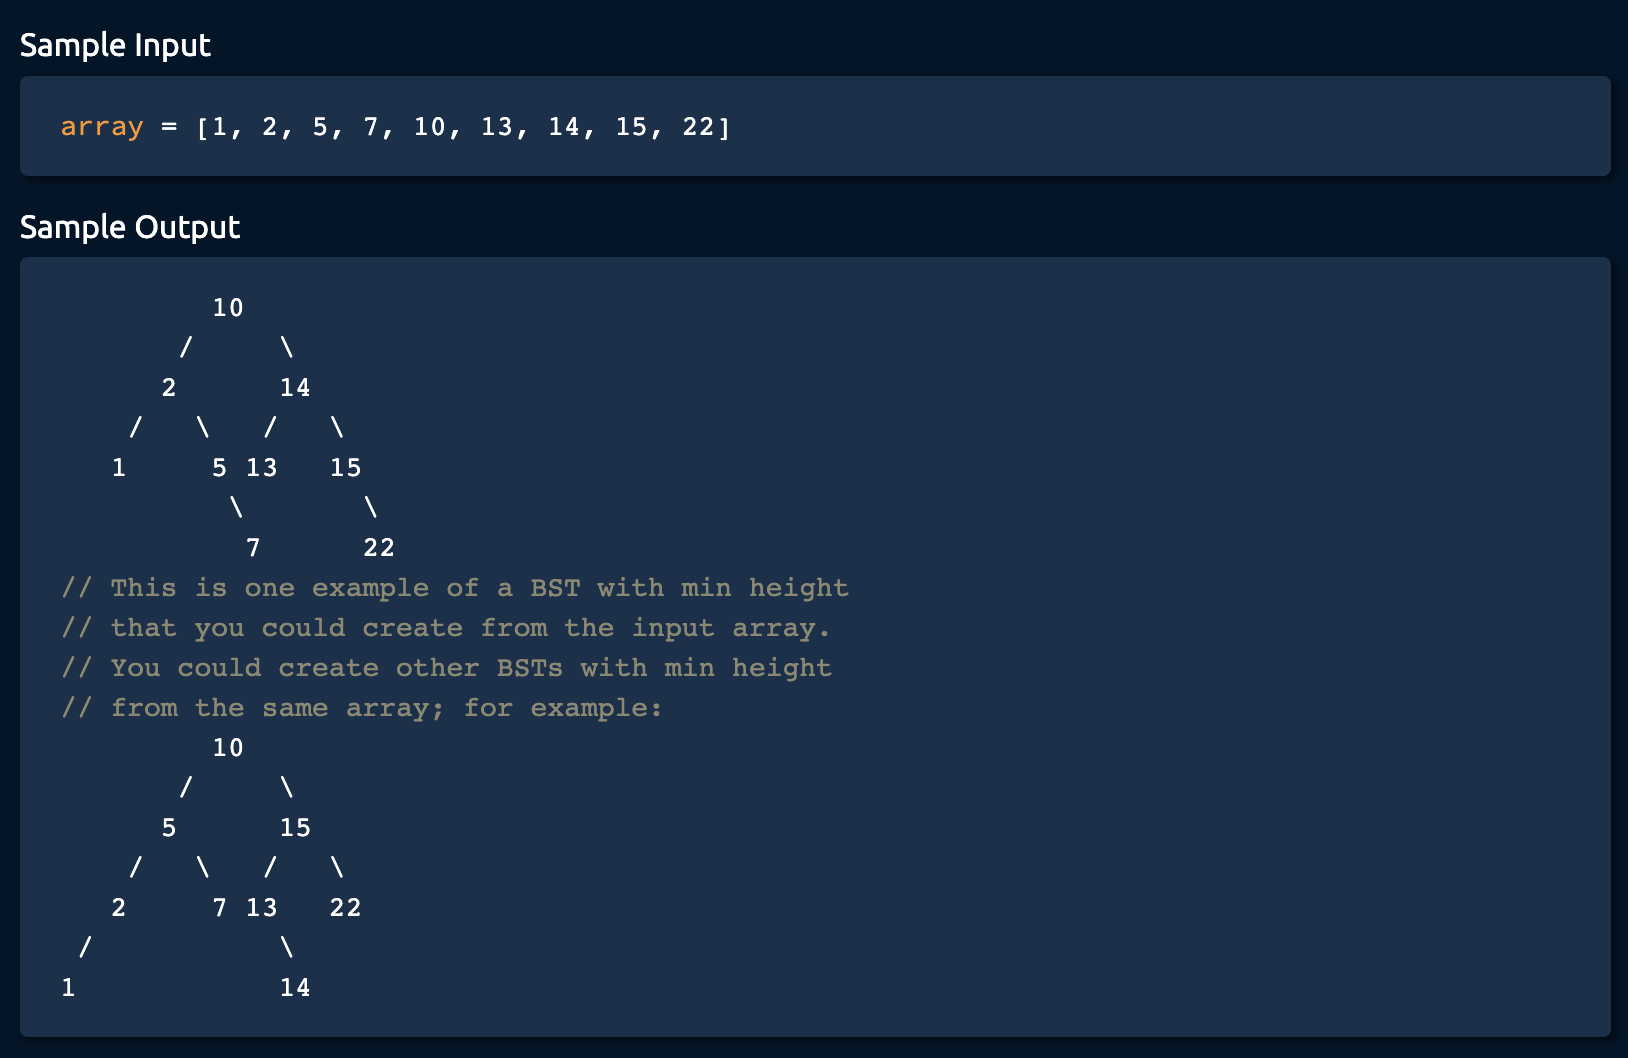 Sample Input
array = [1, 2, 5, 7, 10, 13, 14, 15, 22]
Sample Output
         10
       /     \
      2      14
    /   \   /   \
   1     5 13   15
          \       \
           7      22
// This is one example of a BST with min height
// that you could create from the input array.
// You could create other BSTs with min height
// from the same array; for example:
         10
       /     \
      5      15
    /   \   /   \
   2     7 13   22
 /           \
1            14